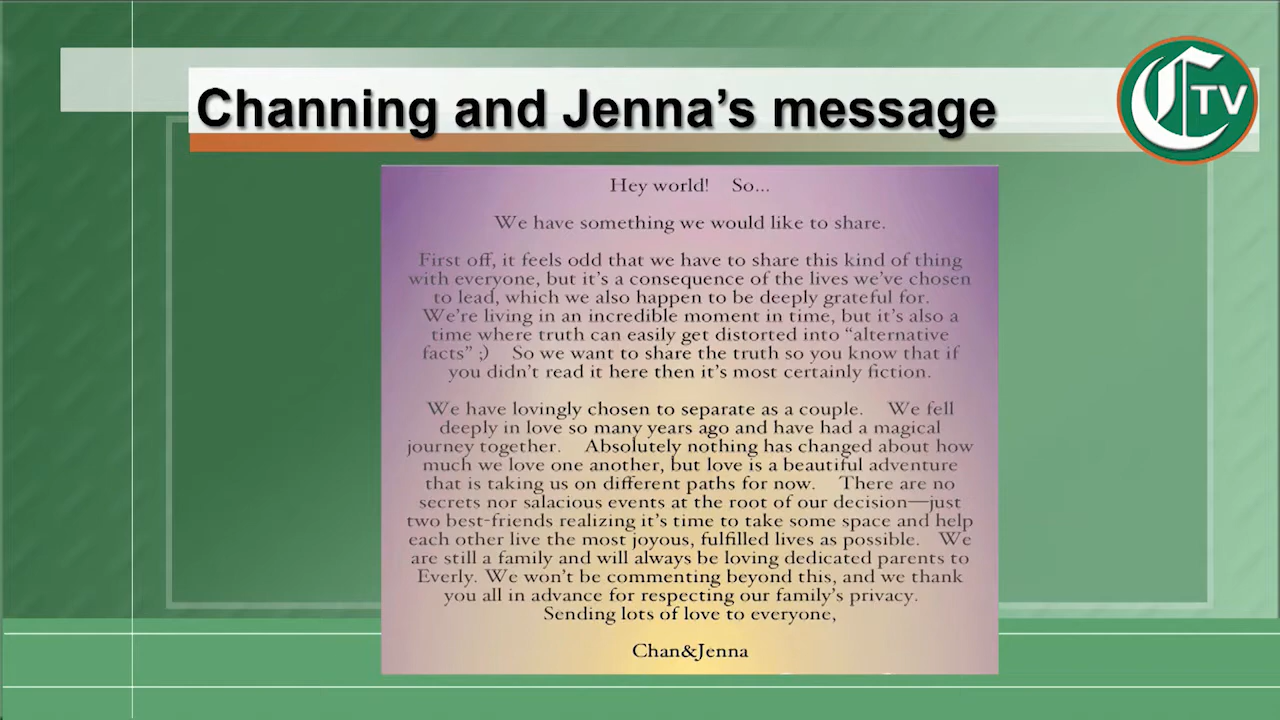 Channing and Jenna's message
C TV
Hey world! So...
We have something we would like to share.
First off, it feels odd that we have to share this kind of thing
with everyone, but it's a consequence of the lives we've chosen
to lead, which we also happen to be deeply grateful for.
We're living in an incredible moment in time, but it's also a
time where truth can easily get distorted into “alternative
facts” ;) So we want to share the truth so you know that if
you didn't read it here then it's most certainly fiction.
We have lovingly chosen to separate as a couple. We fell
deeply in love so many years ago and have had a magical
journey together. Absolutely nothing has changed about how
much we love one another, but love is a beautiful adventure
that is taking us on different paths for now. There are no
secrets nor salacious events at the root of our decision—just
two best-friends realizing it's time to take some space and help
each other live the most joyous, fulfilled lives as possible. We
are still a family and will always be loving dedicated parents to
Everly. We won't be commenting beyond this, and we thank
you all in advance for respecting our family's privacy.
Sending lots of love to everyone,
Chan&Jenna